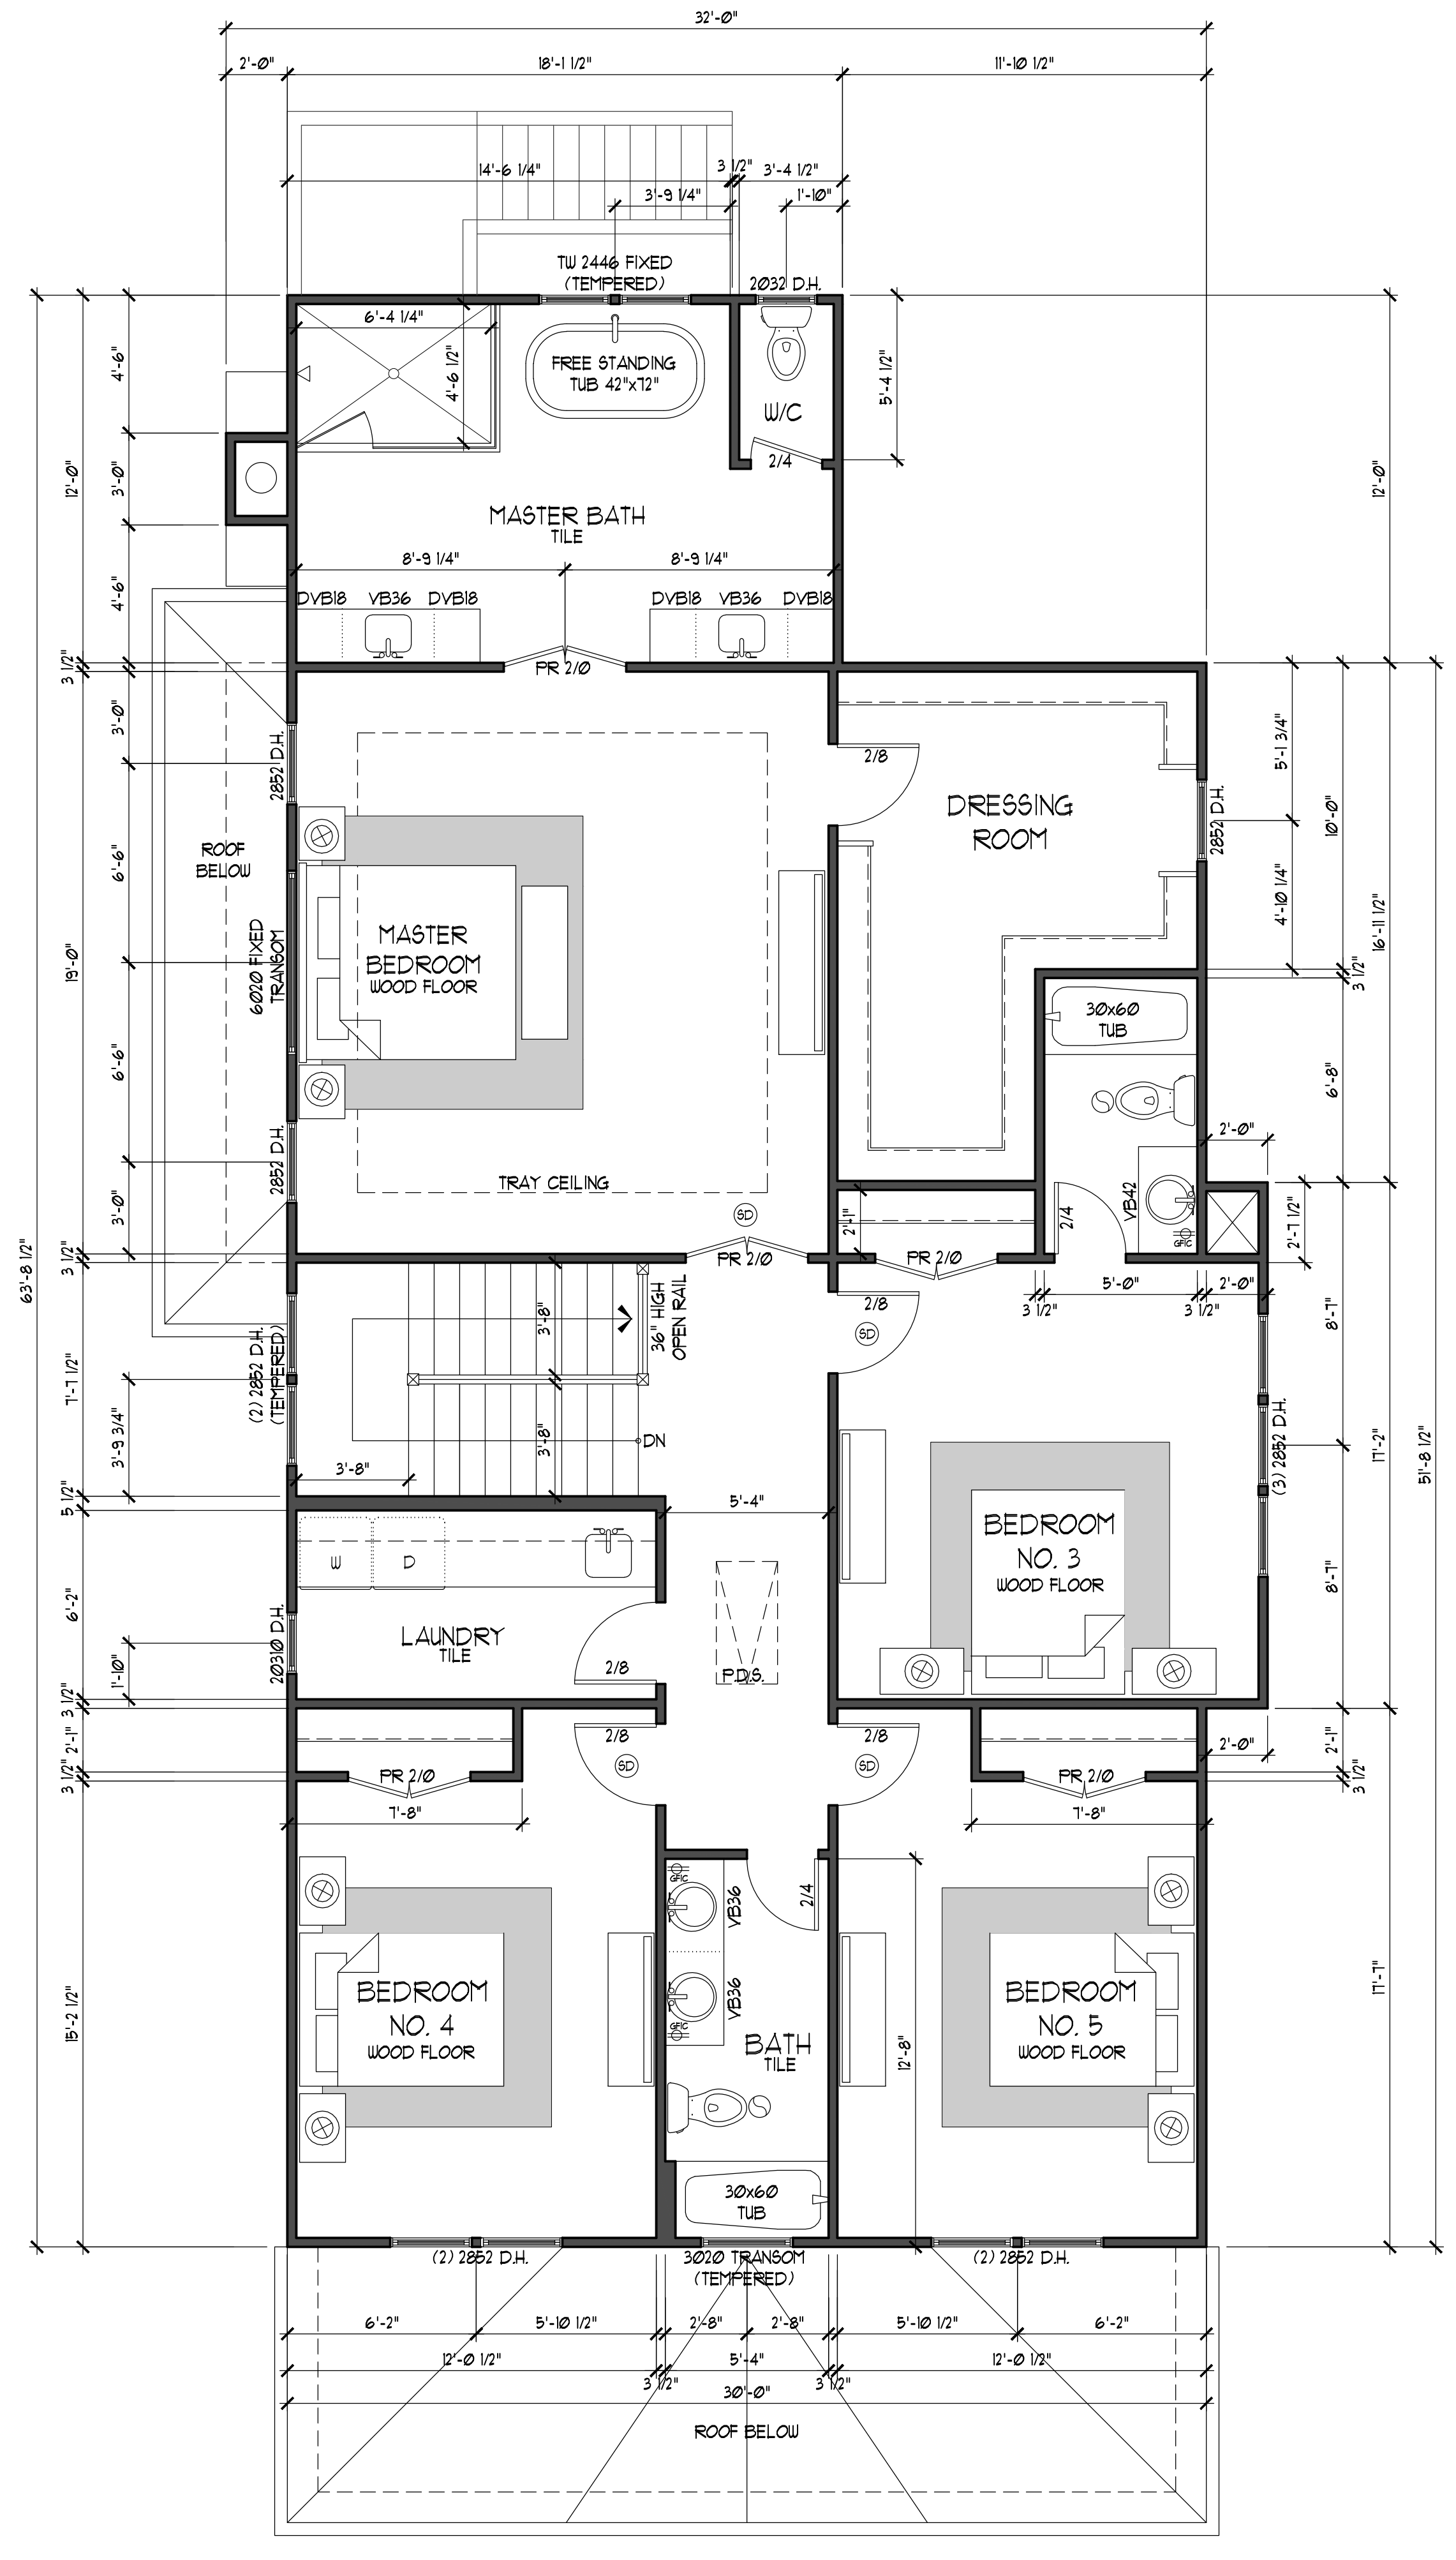 32'-0"
2'-0"
18'-1 1/2"
11'-10 1/2"
14'-6 1/4"
3 1/2"
3'-4 1/2"
3'-9 1/4"
1'-10"
TW 2446 FIXED
(TEMPERED)
2032 D.H.
6'-4 1/4"
4'-6 1/2"
FREE STANDING
TUB 42"x72"
W/C
2/4
5'-4 1/2"
4'-6"
3'-0"
12'-0"
4'-6"
12'-0"
MASTER BATH
TILE
8'-9 1/4"
8'-9 1/4"
DVB18
VB36
DVB18
DVB18
VB36
DVB18
PR 2/0
3 1/2"
3'-0"
2852 D.H.
2/8
DRESSING
ROOM
2852 D.H.
5'-1 3/4"
10'-0"
4'-10 1/4"
16'-11 1/2"
3 1/2"
ROOF
BELOW
6'-6"
19'-0"
6020 FIXED
TRANSOM
MASTER
BEDROOM
WOOD FLOOR
6'-6"
30x60
TUB
6'-8"
2852 D.H.
3'-0"
TRAY CEILING
SD
2'-1"
2/4
VB42
GFIC
2'-0"
2'-7 1/2"
3 1/2"
63'-8 1/2"
PR 2/0
PR 2/0
2/8
SD
3 1/2"
5'-0"
3 1/2"
2'-0"
8'-7"
3'-8"
36" HIGH
OPEN RAIL
(2) 2852 D.H.
(TEMPERED)
7'-7 1/2"
3'-9 3/4"
3'-8"
DN
3'-8"
5 1/2"
5'-4"
(3) 2852 D.H.
17'-2"
51'-8 1/2"
BEDROOM
NO. 3
WOOD FLOOR
8'-7"
W
D
6'-2"
20310 D.H.
1'-10"
LAUNDRY
TILE
2/8
P.D.S.
3 1/2"
2'-1"
3 1/2"
2/8
SD
2/8
SD
PR 2/0
PR 2/0
7'-8"
7'-8"
2'-0"
2'-1"
3 1/2"
GFIC
VB36
2/4
VB36
GFIC
BEDROOM
NO. 4
WOOD FLOOR
BATH
TILE
12'-8"
BEDROOM
NO. 5
WOOD FLOOR
15'-2 1/2"
17'-7"
30x60
TUB
(2) 2852 D.H.
3020 TRANSOM
(TEMPERED)
(2) 2852 D.H.
6'-2"
5'-10 1/2"
2'-8"
2'-8"
5'-10 1/2"
6'-2"
12'-0 1/2"
5'-4"
12'-0 1/2"
3 1/2"
3 1/2"
30'-0"
ROOF BELOW